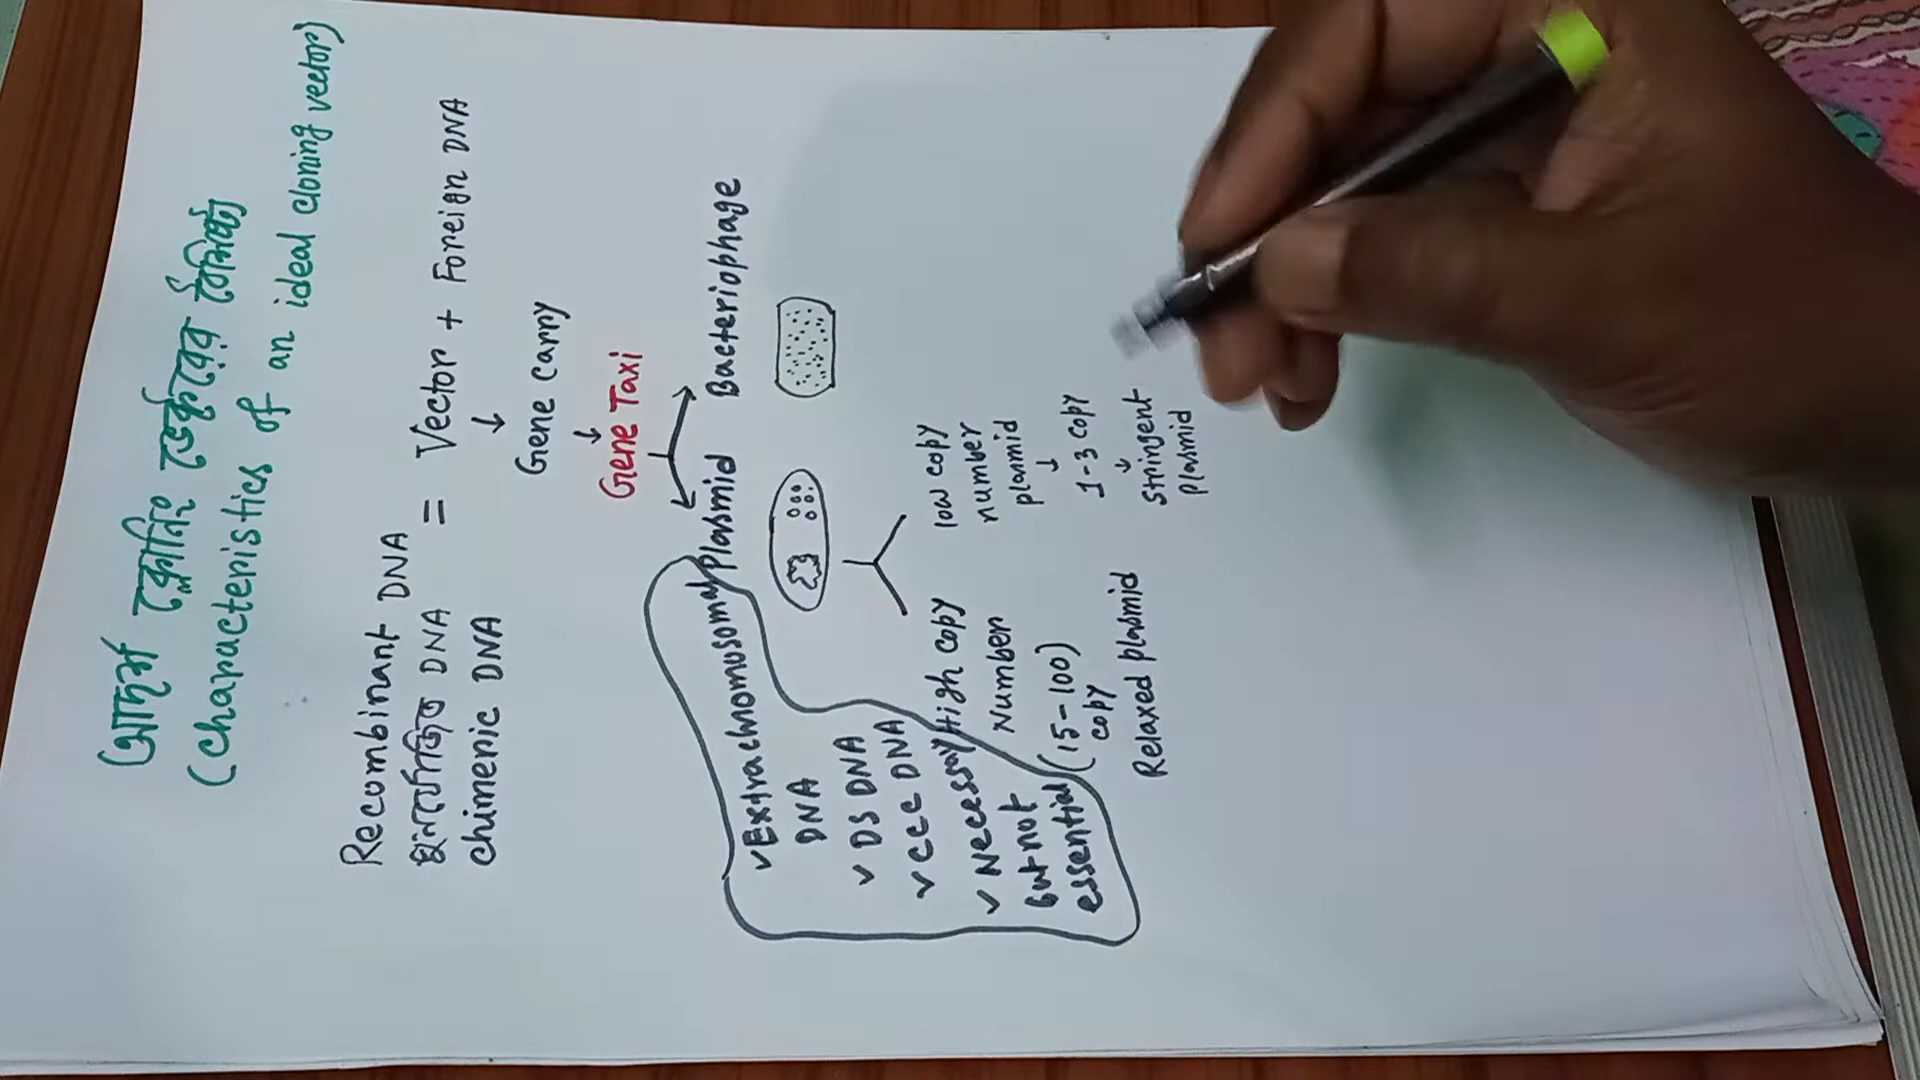 (আদর্শ ক্লোনিং ভেক্টরের বৈশিষ্ট্য
(characteristics of an ideal cloning vector)
Recombinant DNA
DNA = Vector + Foreign DNA
chimeric DNA
↓
Gene carry
↓
Gene Taxi
Plasmid Bacteriophage
✓Extrachromosomal
DNA
✓ DS DNA
✓ CCC DNA
✓ Necessary
but not
essential
High copy
Number
(15-100)
copy
Relaxed plasmid
low copy
number
planmid
↓
1-3 copy
↓
stringent
plasmid